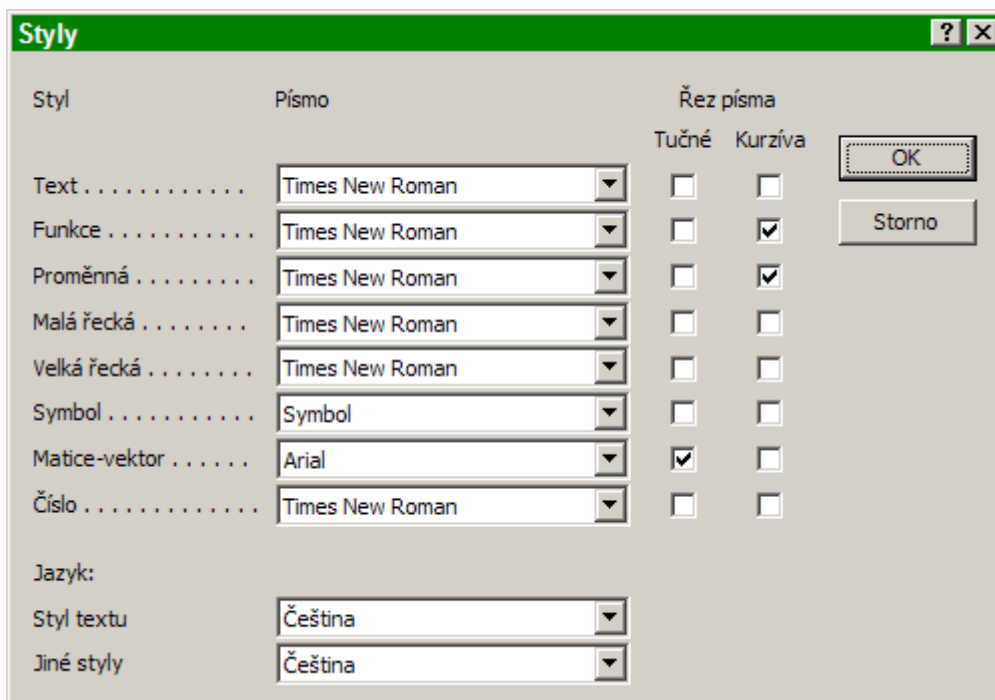 Styly
Styl Písmo Řez písma
Tučné Kurzíva
OK
Text . . . . . . . . . . . . Times New Roman
Storno
Funkce . . . . . . . . . . . Times New Roman
Proměnná . . . . . . . . . Times New Roman
Malá řecká . . . . . . . . Times New Roman
Velká řecká . . . . . . . . Times New Roman
Symbol . . . . . . . . . . . Symbol
Matice-vektor . . . . . . Arial
Číslo . . . . . . . . . . . . . Times New Roman
Jazyk:
Styl textu Čeština
Jiné styly Čeština